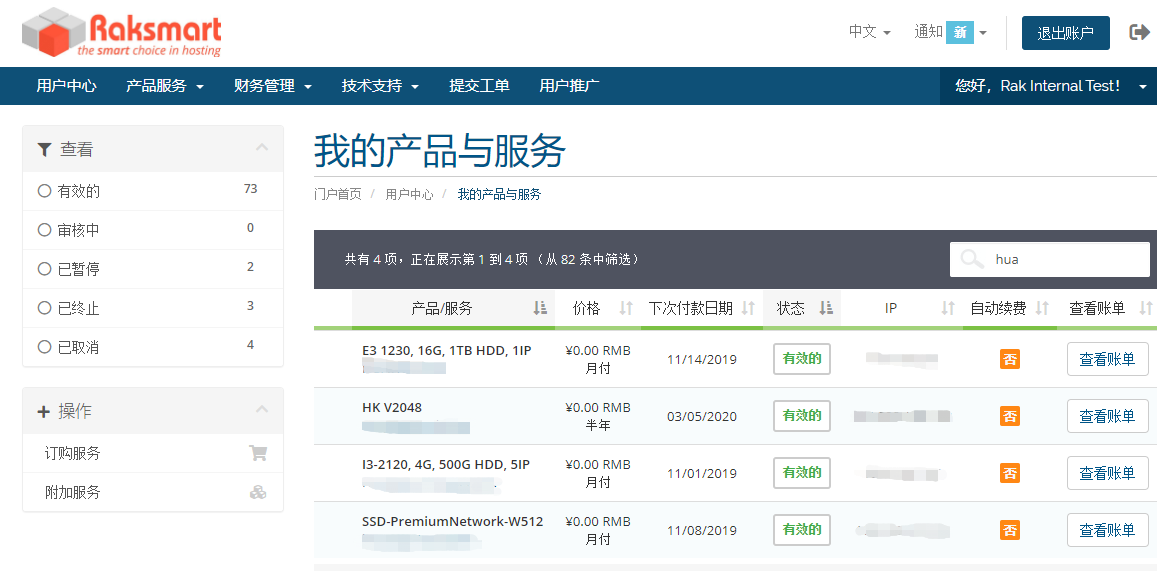 Raksmart
the smart choice in hosting
中文
通知 新
退出账户
用户中心 产品服务 财务管理 技术支持 提交工单 用户推广
您好，Rak Internal Test!
查看
有效的 73
审核中 0
已暂停 2
已终止 3
已取消 4
操作
订购服务
附加服务
我的产品与服务
门户首页 / 用户中心 / 我的产品与服务
共有 4 项，正在展示第 1 到 4 项 （从 82 条中筛选）
hua
产品/服务 价格 下次付款日期 状态 IP 自动续费 查看账单
E3 1230, 16G, 1TB HDD, 1IP ¥0.00 RMB
月付 11/14/2019 有效的 否 查看账单
HK V2048 ¥0.00 RMB
半年 03/05/2020 有效的 否 查看账单
I3-2120, 4G, 500G HDD, 5IP ¥0.00 RMB
月付 11/01/2019 有效的 否 查看账单
SSD-PremiumNetwork-W512 ¥0.00 RMB
月付 11/08/2019 有效的 否 查看账单